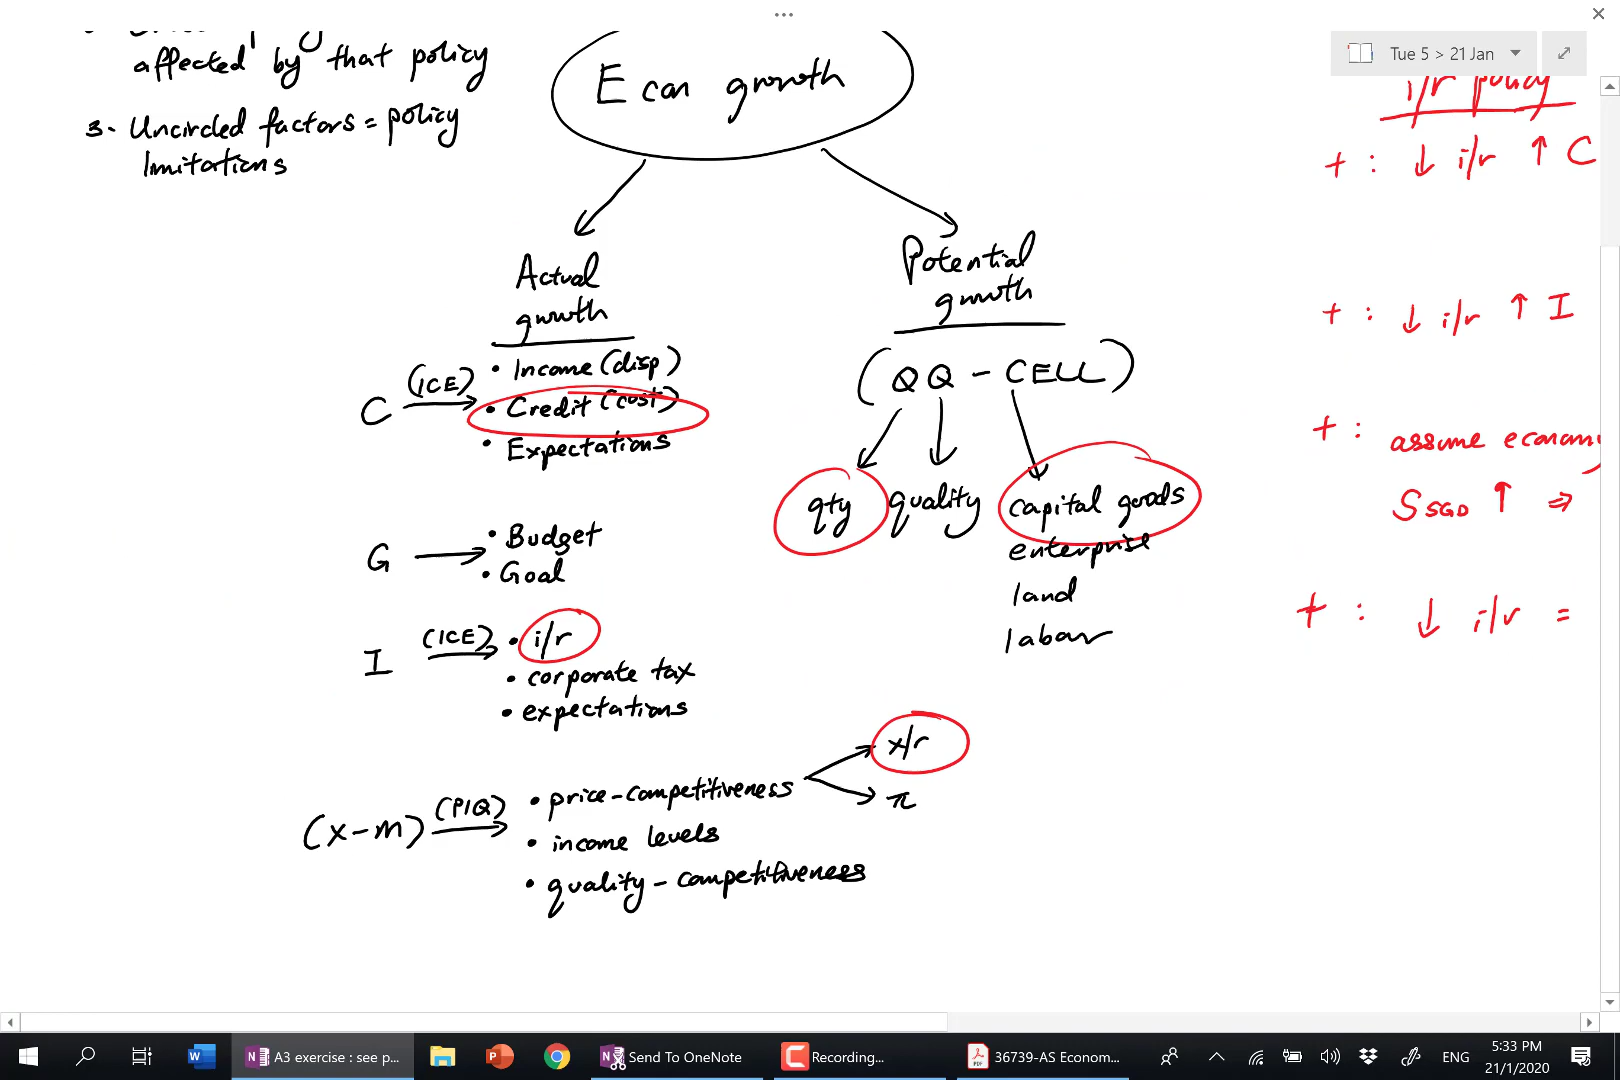 Tue 5 > 21 Jan
affected by that policy
3. Uncircled factors = policy
limitations
Econ growth
Actual
growth
Potential
growth
C (ICE)
• Income (disp)
• Credit (cost)
• Expectations
G
• Budget
• Goal
I (ICE)
• i/r
• corporate tax
• expectations
(X-M) (PIQ)
• price-competitiveness
x/r
π
• income levels
• quality-competitiveness
(QQ - CELL)
qty
quality
capital goods
enterprise
land
labour
i/r policy
+ : ↓ i/r ↑ C
+ : ↓ i/r ↑ I
+ : assume economy
SSGD ↑ ⇒
+ : ↓ i/r =
A3 exercise : see p...
Send To OneNote
Recording...
36739-AS Econom...
ENG
5:33 PM
21/1/2020